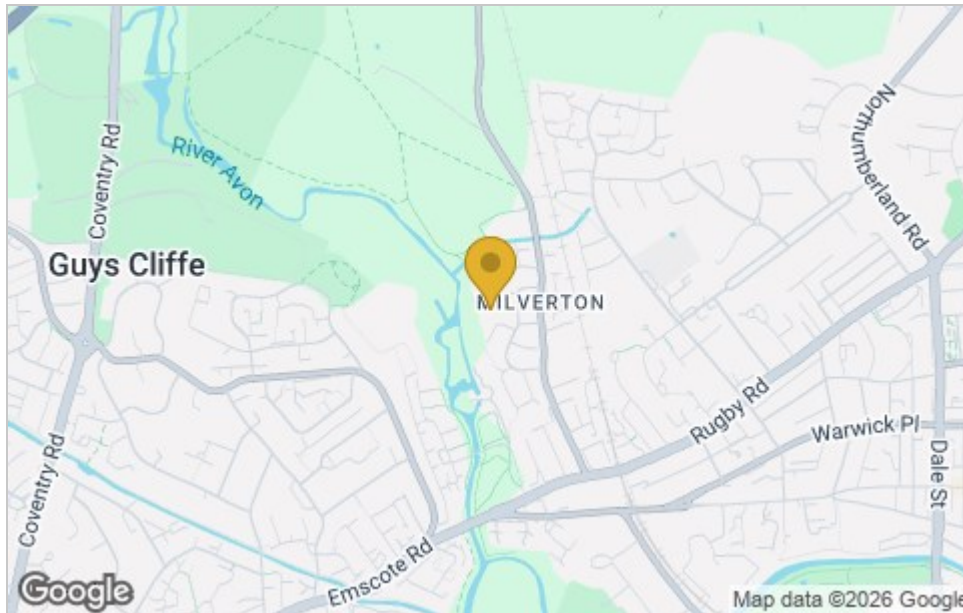 Coventry Rd
River Avon
Northumberland Rd
Guys Cliffe
MILVERTON
Rugby Rd
Warwick Pl
Dale St
Coventry Rd
Emscote Rd
Google
Map data ©2026 Google